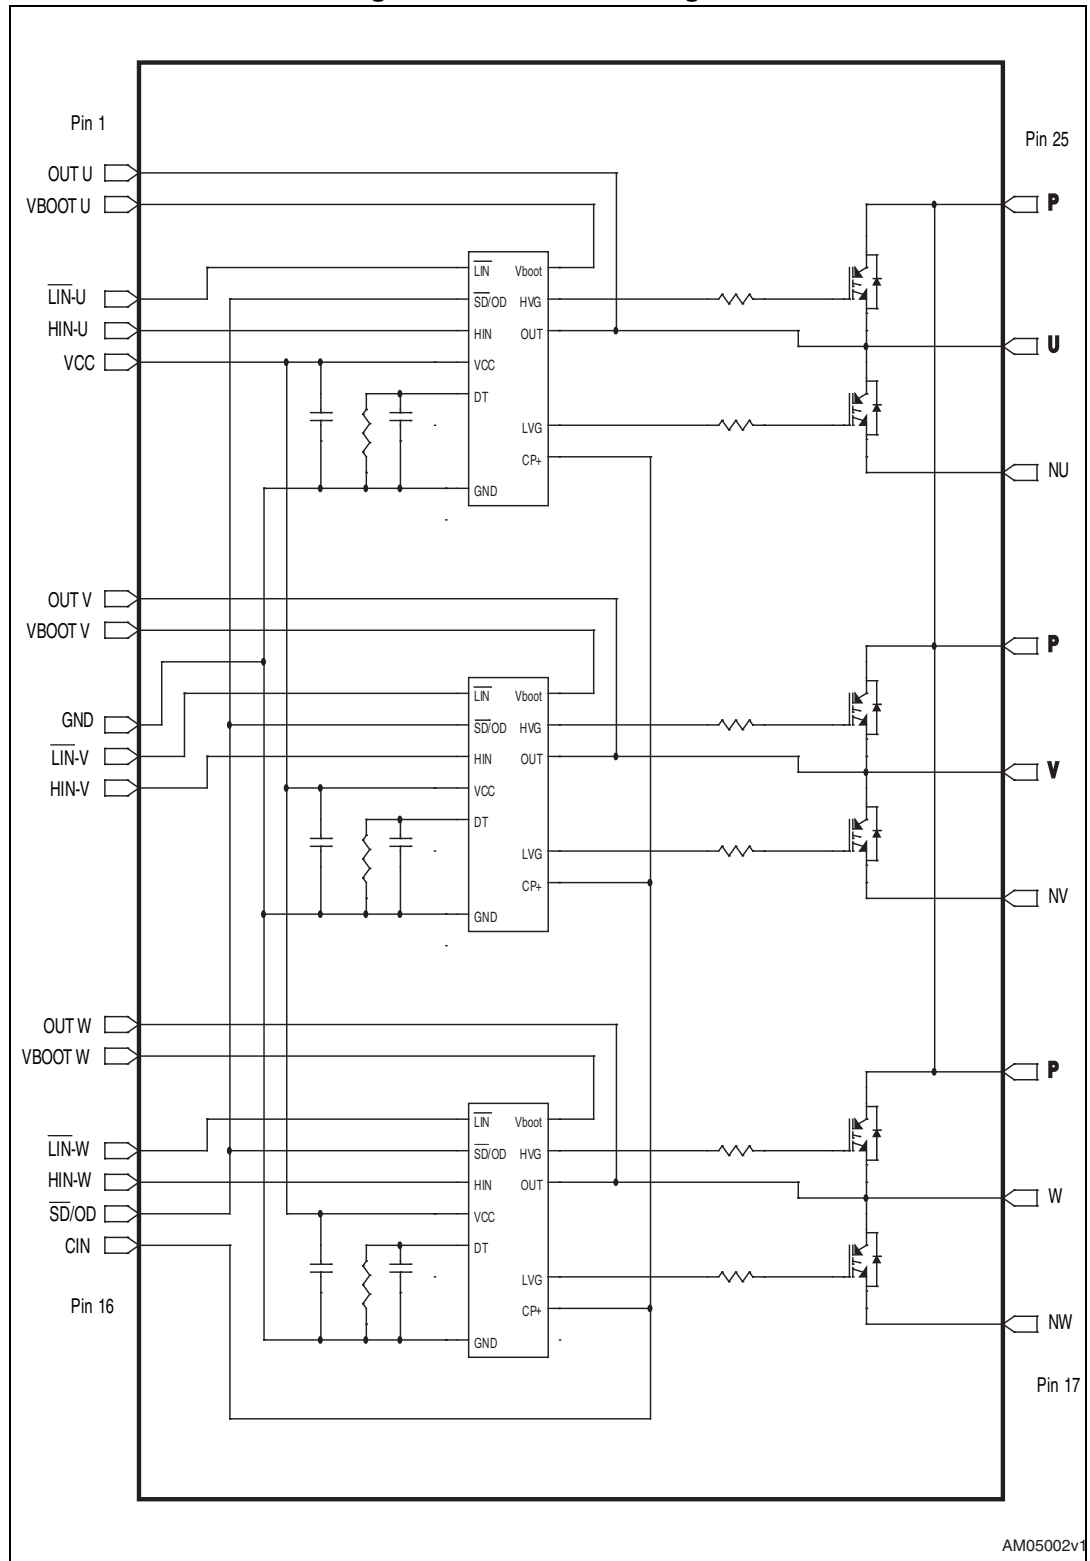 Pin 1
Pin 25
OUT U
VBOOT U
P
LIN
Vboot
LIN-U
SD/OD
HVG
HIN-U
HIN
OUT
U
VCC
VCC
DT
LVG
CP+
NU
GND
OUT V
VBOOT V
P
LIN
Vboot
GND
SD/OD
HVG
LIN-V
HIN
OUT
V
HIN-V
VCC
DT
LVG
CP+
NV
GND
OUT W
VBOOT W
P
LIN
Vboot
LIN-W
SD/OD
HVG
HIN-W
HIN
OUT
W
SD/OD
VCC
CIN
DT
LVG
Pin 16
CP+
NW
GND
Pin 17
AM05002v1